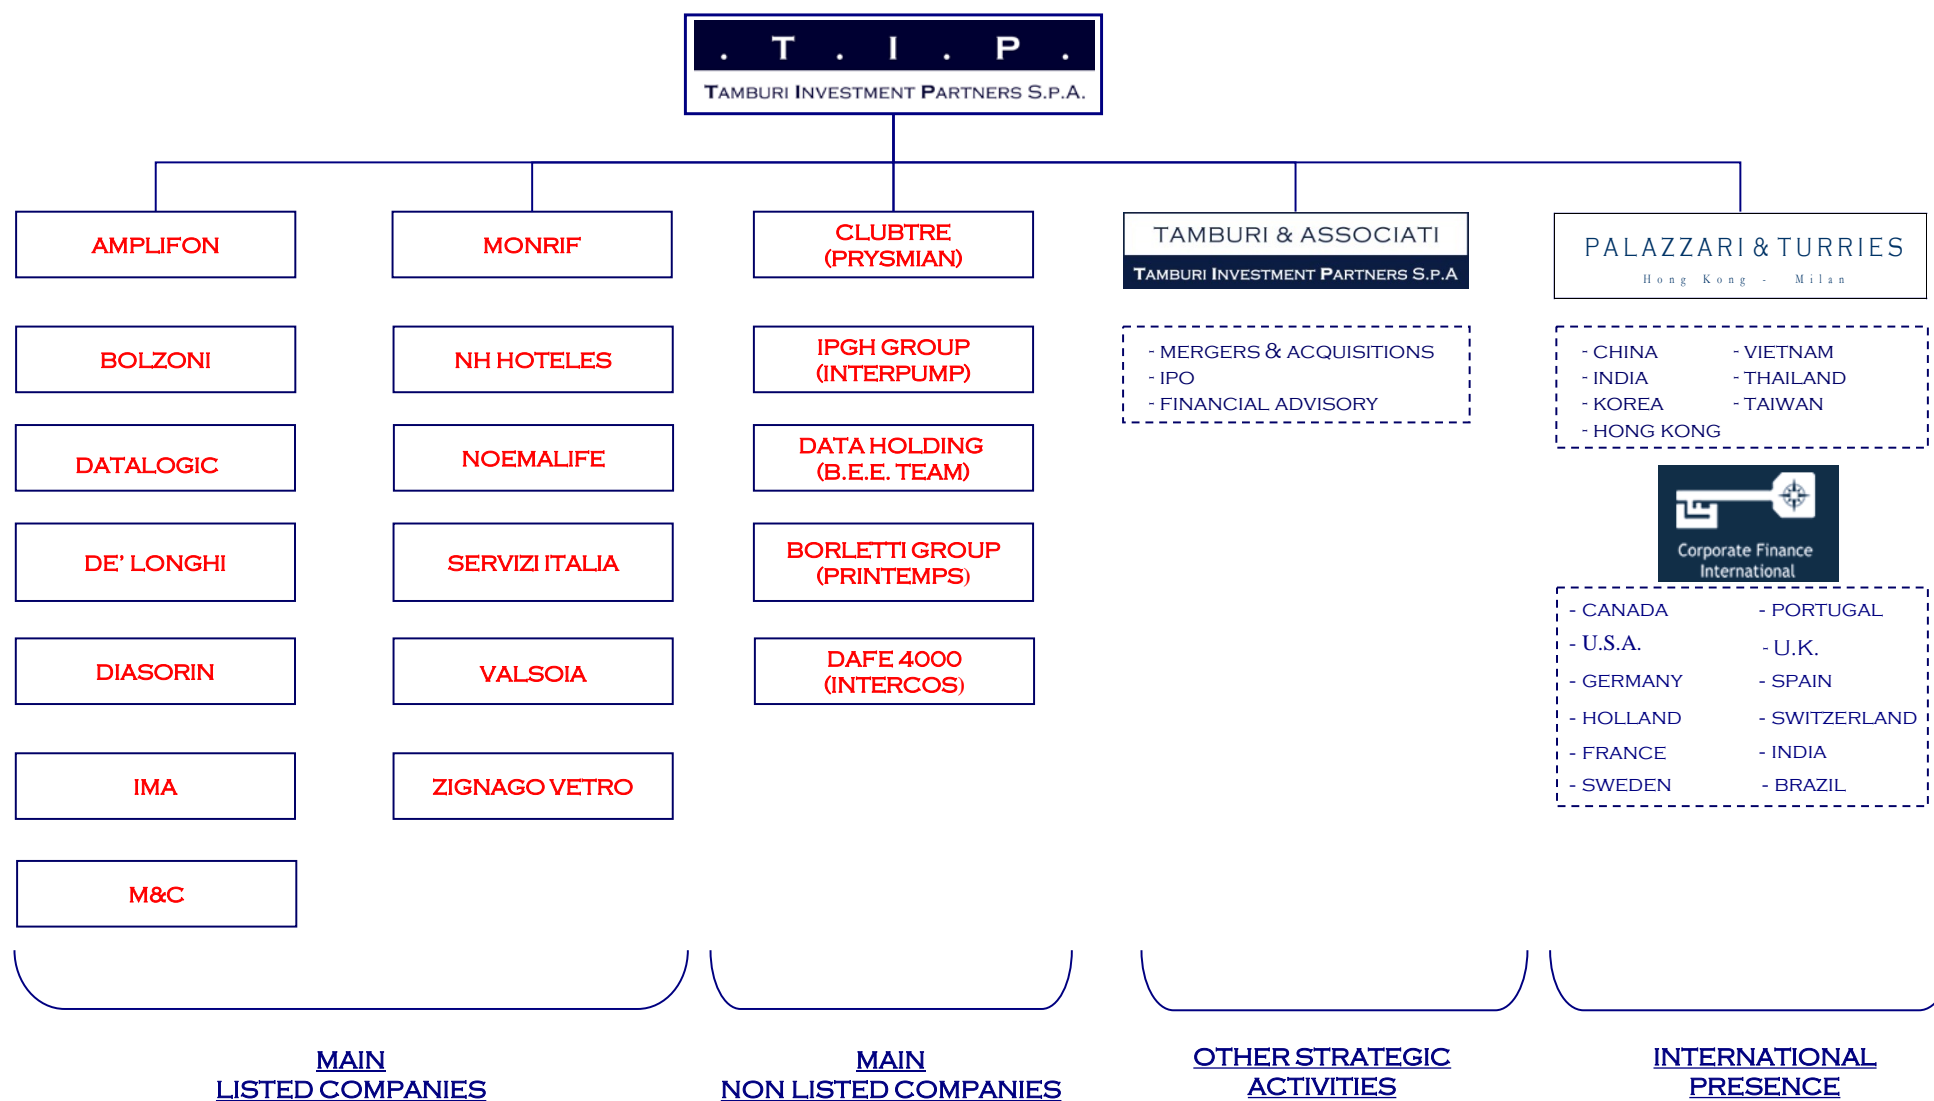 . T . I . P .
TAMBURI INVESTMENT PARTNERS S.P.A.
AMPLIFON
BOLZONI
DATALOGIC
DE’ LONGHI
DIASORIN
IMA
M&C
MONRIF
NH HOTELES
NOEMALIFE
SERVIZI ITALIA
VALSOIA
ZIGNAGO VETRO
CLUBTRE
(PRYSMIAN)
IPGH GROUP
(INTERPUMP)
DATA HOLDING
(B.E.E. TEAM)
BORLETTI GROUP
(PRINTEMPS)
DAFE 4000
(INTERCOS)
TAMBURI & ASSOCIATI
TAMBURI INVESTMENT PARTNERS S.P.A
- MERGERS & ACQUISITIONS
- IPO
- FINANCIAL ADVISORY
PALAZZARI & TURRIES
Hong Kong - Milan
- CHINA - VIETNAM
- INDIA - THAILAND
- KOREA - TAIWAN
- HONG KONG
Corporate Finance
International
- CANADA - PORTUGAL
- U.S.A. - U.K.
- GERMANY - SPAIN
- HOLLAND - SWITZERLAND
- FRANCE - INDIA
- SWEDEN - BRAZIL
MAIN
LISTED COMPANIES
MAIN
NON LISTED COMPANIES
OTHER STRATEGIC
ACTIVITIES
INTERNATIONAL
PRESENCE